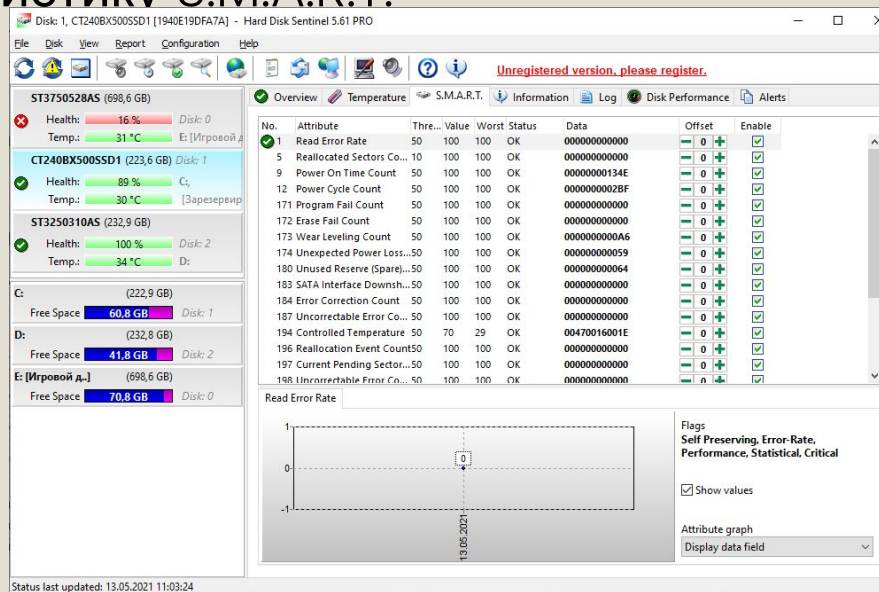 ИСТИКУ S.M.A.R.T.
Disk: 1, CT240BX500SSD1 [1940E19DFA7A] - Hard Disk Sentinel 5.61 PRO
File Disk View Report Configuration Help
Unregistered version, please register.
ST3750528AS (698,6 GB)
Health: 16 % Disk: 0
Temp.: 31 °C E: [Игровой д
CT240BX500SSD1 (223,6 GB) Disk: 1
Health: 89 % C:,
Temp.: 30 °C [Зарезервир
ST3250310AS (232,9 GB)
Health: 100 % Disk: 2
Temp.: 34 °C D:
C: (222,9 GB)
Free Space 60,8 GB Disk: 1
D: (232,8 GB)
Free Space 41,8 GB Disk: 2
E: [Игровой д..] (698,6 GB)
Free Space 70,8 GB Disk: 0
Overview Temperature S.M.A.R.T. Information Log Disk Performance Alerts
No. Attribute Thre... Value Worst Status Data Offset Enable
1 Read Error Rate 50 100 100 OK 000000000000 0
5 Reallocated Sectors Co... 10 100 100 OK 000000000000 0
9 Power On Time Count 50 100 100 OK 00000000134E 0
12 Power Cycle Count 50 100 100 OK 0000000002BF 0
171 Program Fail Count 50 100 100 OK 000000000000 0
172 Erase Fail Count 50 100 100 OK 000000000000 0
173 Wear Leveling Count 50 100 100 OK 0000000000A6 0
174 Unexpected Power Loss... 50 100 100 OK 000000000059 0
180 Unused Reserve (Spare)... 50 100 100 OK 000000000064 0
183 SATA Interface Downsh... 50 100 100 OK 000000000000 0
184 Error Correction Count 50 100 100 OK 000000000000 0
187 Uncorrectable Error Co... 50 100 100 OK 000000000000 0
194 Controlled Temperature 50 70 29 OK 00470016001E 0
196 Reallocation Event Count 50 100 100 OK 000000000000 0
197 Current Pending Sector... 50 100 100 OK 000000000000 0
198 Uncorrectable Error Co... 50 100 100 OK 000000000000 0
Read Error Rate
1
0
-1
0
13.05.2021
Flags
Self Preserving, Error-Rate,
Performance, Statistical, Critical
Show values
Attribute graph
Display data field
Status last updated: 13.05.2021 11:03:24